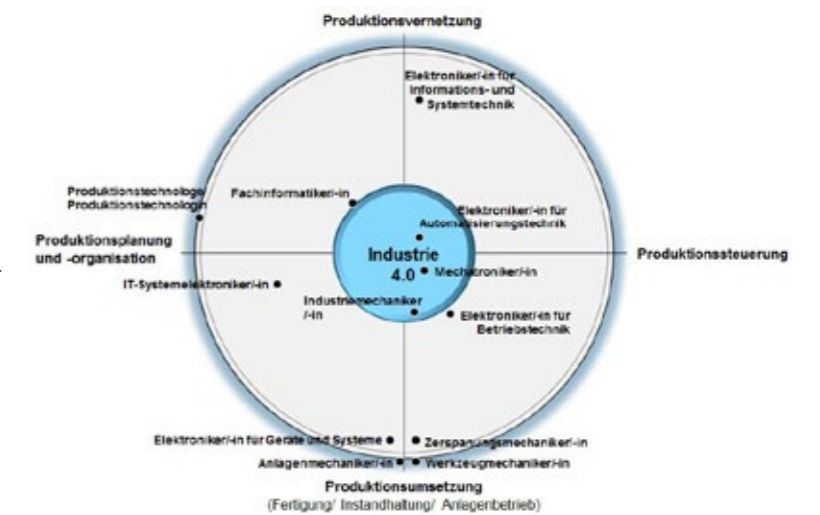 Produktionsvernetzung
Elektroniker/-in für
Informations- und
Systemtechnik
Produktionstechnologe
Produktionstechnologin
Fachinformatiker/-in
Elektroniker/-in für
Automatisierungstechnik
Produktionsplanung
und -organisation
Industrie
4.0
Produktionssteuerung
Mechatroniker/-in
IT-Systemelektroniker/-in
Industriemechaniker
/-in
Elektroniker/-in für
Betriebstechnik
Elektroniker/-in für Geräte und Systeme
Zerspanungsmechaniker/-in
Anlagenmechaniker/-in
Werkzeugmechaniker/-in
Produktionsumsetzung
(Fertigung/ Instandhaltung/ Anlagenbetrieb)